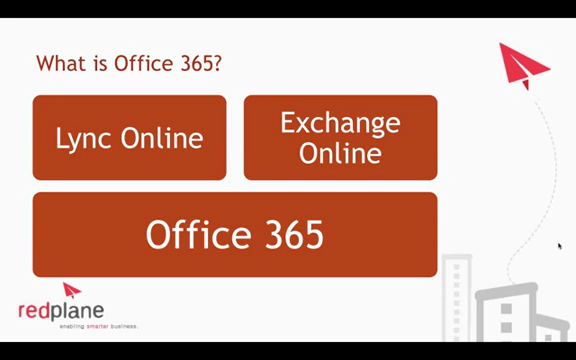 What is Office 365?
Lync Online
Exchange
Online
Office 365
redplane
enabling smarter business.